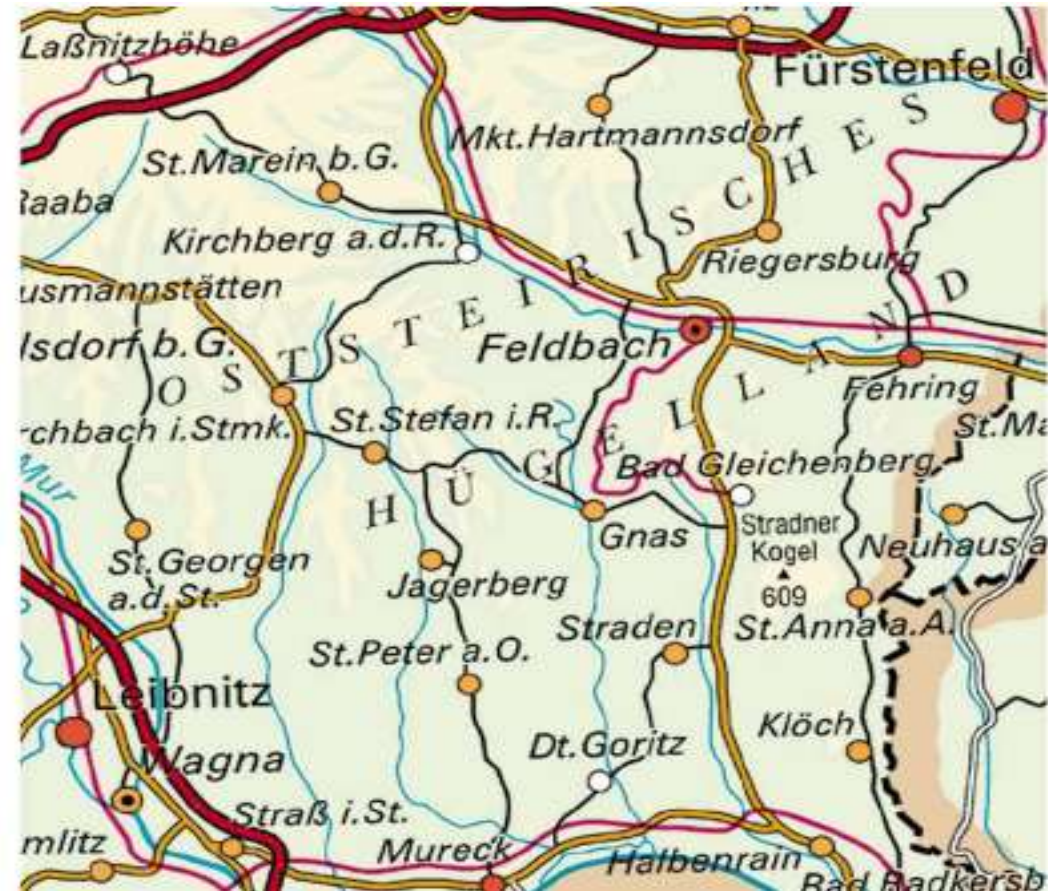 Laßnitzhöhe
Fürstenfeld
Mkt.Hartmannsdorf
St.Marein b.G.
Raaba
Kirchberg a.d.R.
Riegersburg
usmannstätten
OSTSTEIRISCHES
lsdorf b.G.
Feldbach
Fehring
rchbach i.Stmk.
St.Stefan i.R.
St.Ma
HÜGELLAND
Bad Gleichenberg
Mur
Gnas
Stradner
Kogel
609
Neuhaus a
St.Georgen
a.d.St.
Jagerberg
Straden
St.Anna a.A.
St.Peter a.O.
Leibnitz
Klöch
Dt.Goritz
Wagna
Straß i.St.
mlitz
Mureck
Halbenrain
Bad Radkersb